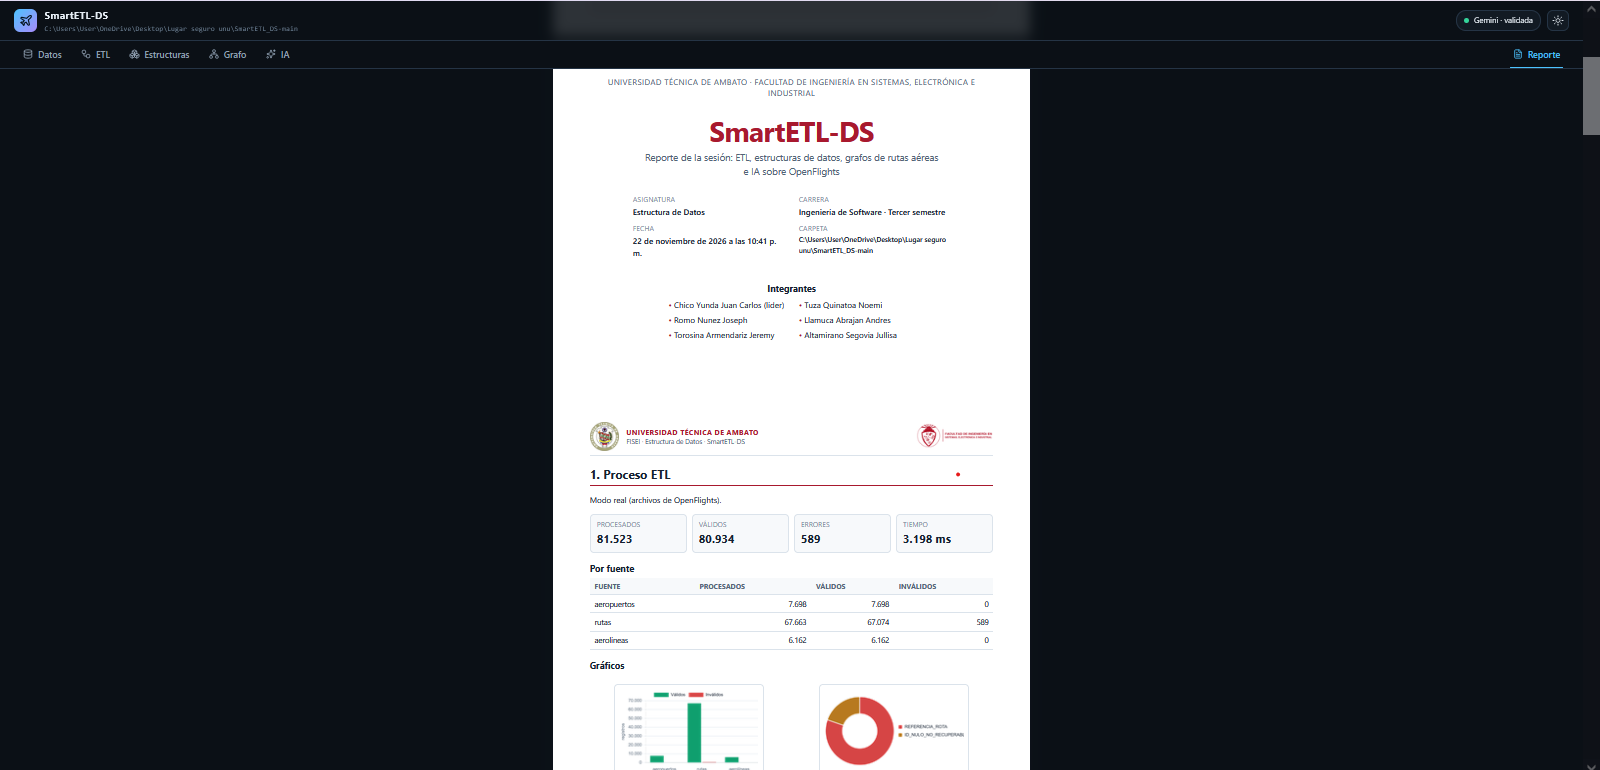 SmartETL-DS
C:\Users\User\OneDrive\Desktop\Lugar seguro unu\SmartETL_DS-main
Gemini · validada
Datos
ETL
Estructuras
Grafo
IA
Reporte
UNIVERSIDAD TÉCNICA DE AMBATO · FACULTAD DE INGENIERÍA EN SISTEMAS, ELECTRÓNICA E
INDUSTRIAL
SmartETL-DS
Reporte de la sesión: ETL, estructuras de datos, grafos de rutas aéreas
e IA sobre OpenFlights
ASIGNATURA
Estructura de Datos
CARRERA
Ingenieria de Software · Tercer semestre
FECHA
22 de noviembre de 2026 a las 10:41 p.
m.
CARPETA
C:\Users\User\OneDrive\Desktop\Lugar seguro
unu\SmartETL_DS-main
Integrantes
• Chico Yunda Juan Carlos (líder)
• Tuza Quinatoa Noemi
• Romo Nunez Joseph
• Llamuca Abrajan Andres
• Torosina Armendariz Jeremy
• Altamirano Segovia Jullisa
UNIVERSIDAD TÉCNICA DE AMBATO
FISEI · Estructura de Datos · SmartETL-DS
1. Proceso ETL
Modo real (archivos de OpenFlights).
PROCESADOS
81.523
VÁLIDOS
80.934
ERRORES
589
TIEMPO
3.198 ms
Por fuente
FUENTE PROCESADOS VÁLIDOS INVÁLIDOS
aeropuertos 7.698 7.698 0
rutas 67.663 67.074 589
aerolineas 6.162 6.162 0
Gráficos
Válidos Inválidos
70.000
60.000
50.000
40.000
30.000
20.000
10.000
0
registros
REFERENCIA_ROTA
ID_NULO_NO_RECUPERABL